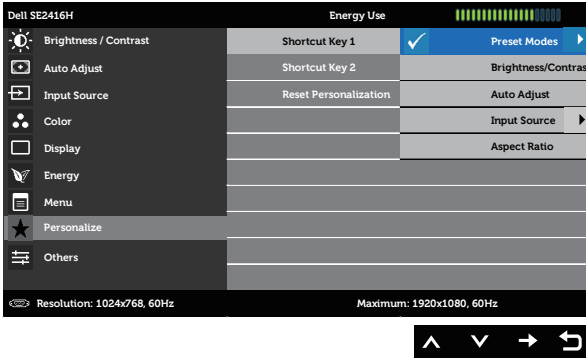 Dell SE2416H Energy Use
Brightness / Contrast Shortcut Key 1 Preset Modes
Auto Adjust Shortcut Key 2 Brightness/Contras
Input Source Reset Personalization Auto Adjust
Color Input Source
Display Aspect Ratio
Energy
Menu
Personalize
Others
Resolution: 1024x768, 60Hz Maximum: 1920x1080, 60Hz